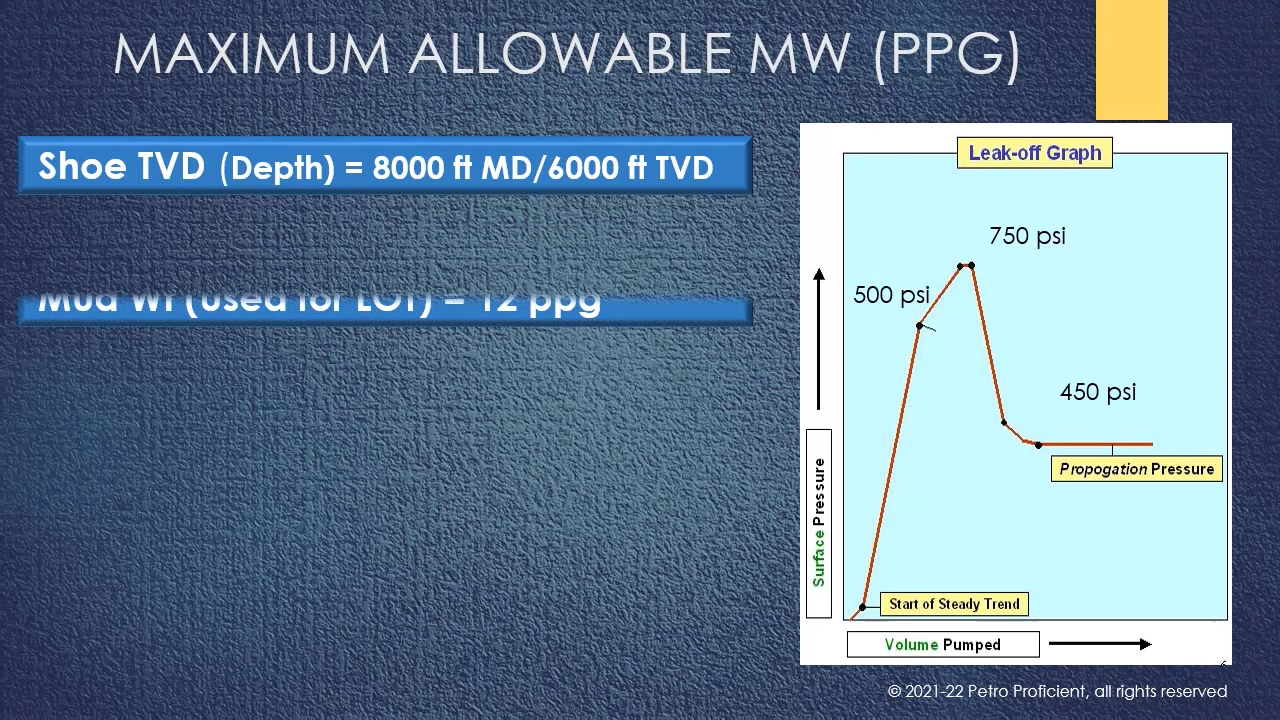 MAXIMUM ALLOWABLE MW (PPG)
Shoe TVD (Depth) = 8000 ft MD/6000 ft TVD
Mud Wt (used for LOT) = 12 ppg
Leak-off Graph
750 psi
500 psi
450 psi
Propogation Pressure
Surface Pressure
Start of Steady Trend
Volume Pumped
© 2021-22 Petro Proficient, all rights reserved